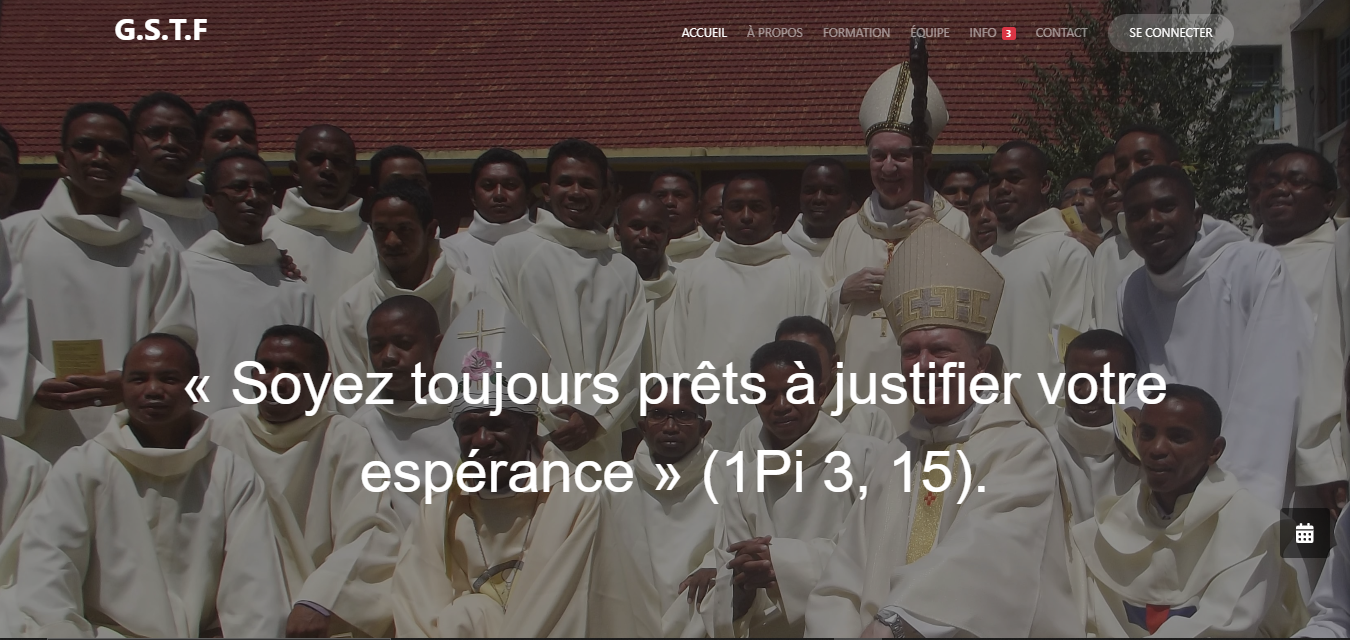 G.S.T.F
ACCUEIL À PROPOS FORMATION ÉQUIPE INFO 3 CONTACT SE CONNECTER
« Soyez toujours prêts à justifier votre
espérance » (1Pi 3, 15).